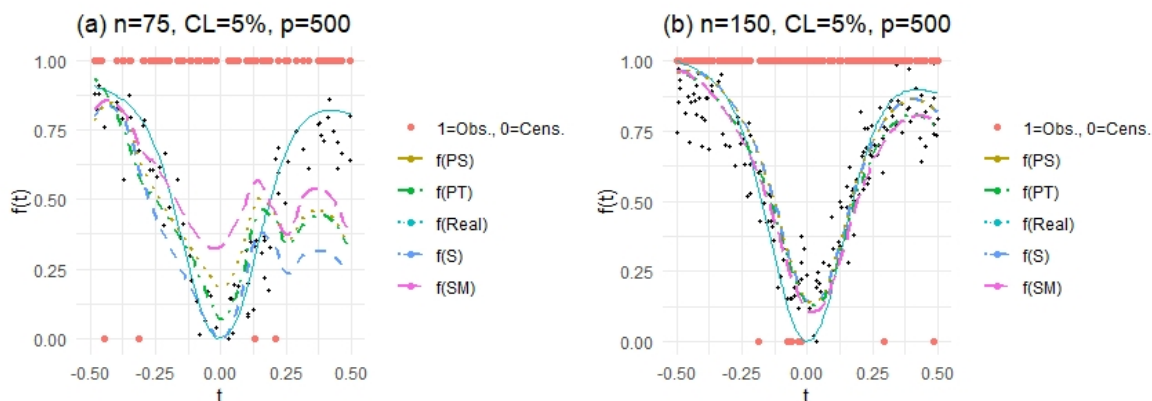 (a) n=75, CL=5%, p=500
1.00
0.75
0.50
0.25
0.00
f(t)
-0.50 -0.25 0.00 0.25 0.50
t
1=Obs., 0=Cens.
f(PS)
f(PT)
f(Real)
f(S)
f(SM)
(b) n=150, CL=5%, p=500
1.00
0.75
0.50
0.25
0.00
f(t)
-0.50 -0.25 0.00 0.25 0.50
t
1=Obs., 0=Cens.
f(PS)
f(PT)
f(Real)
f(S)
f(SM)